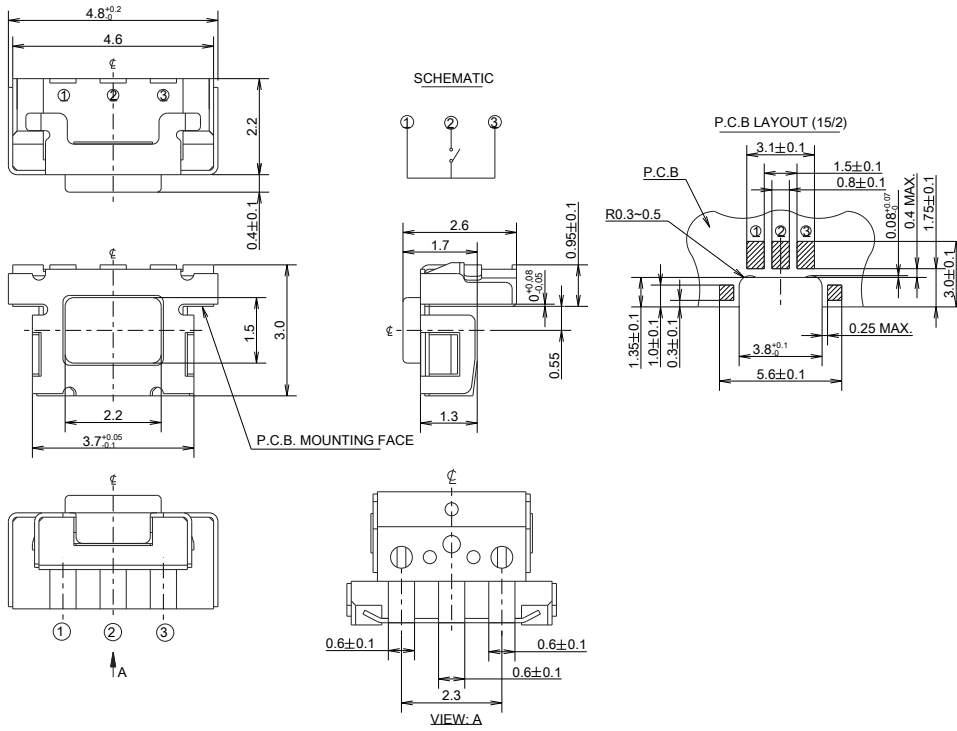 4.8+0.2 -0
4.6
℄
① ② ③
2.2
0.4±0.1
1.5
3.0
2.2
3.7+0.05 -0.1
P.C.B. MOUNTING FACE
℄
① ② ③
A
SCHEMATIC
① ② ③
2.6
1.7
0.95±0.1
0+0.08 -0.05
℄
0.55
1.3
℄
0.6±0.1
0.6±0.1
0.6±0.1
2.3
VIEW: A
P.C.B LAYOUT (15/2)
3.1±0.1
1.5±0.1
0.8±0.1
P.C.B
R0.3~0.5
① ② ③
0.08+0.07 -0
0.4 MAX.
1.75±0.1
3.0±0.1
1.35±0.1
1.0±0.1
0.3±0.1
0.25 MAX.
3.8+0.1 -0
5.6±0.1